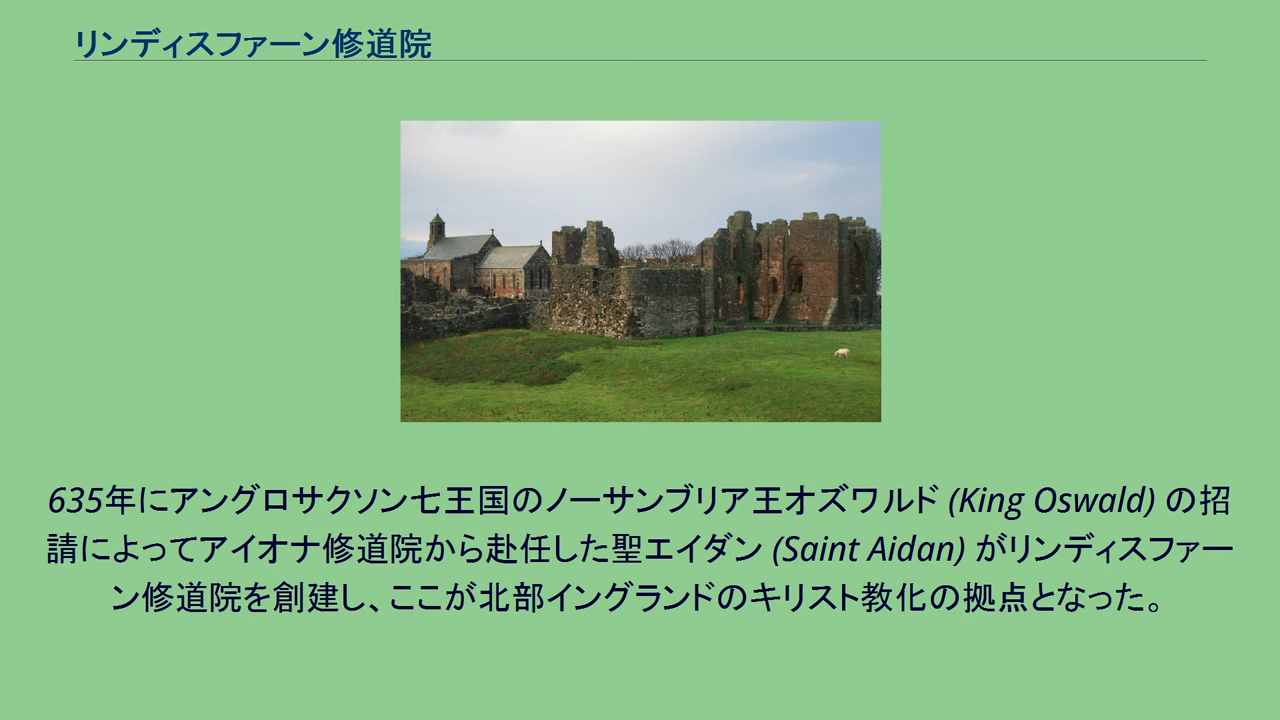 リンディスファーン修道院
635年にアングロサクソン七王国のノーサンブリア王オズワルド (King Oswald) の招
請によってアイオナ修道院から赴任した聖エイダン (Saint Aidan) がリンディスファー
ン修道院を創建し、ここが北部イングランドのキリスト教化の拠点となった。